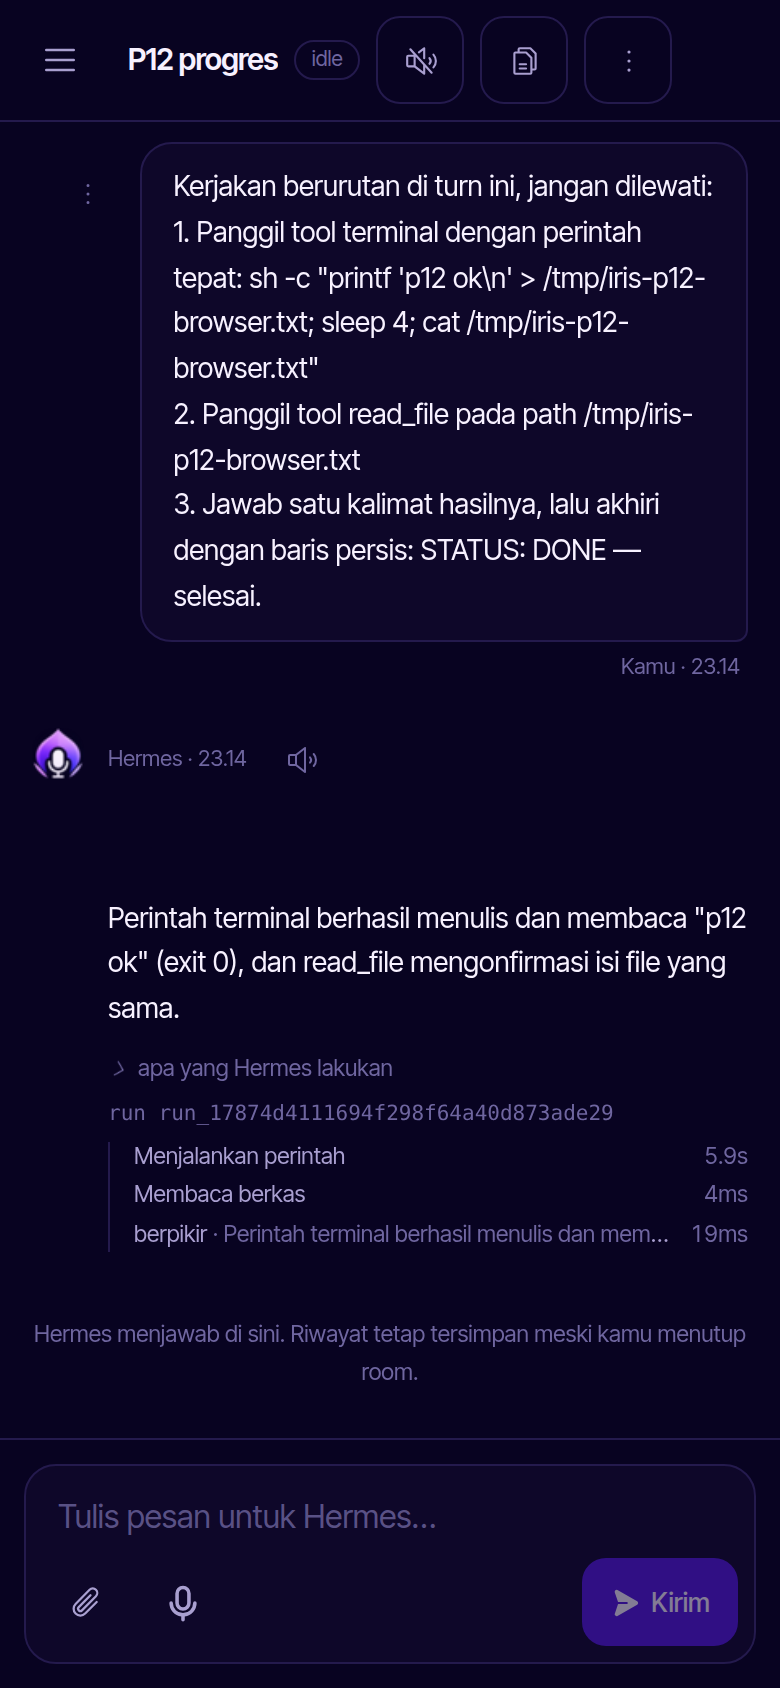 P12 progres
idle
Kerjakan berurutan di turn ini, jangan dilewati:
1. Panggil tool terminal dengan perintah
tepat: sh -c "printf 'p12 ok\n' > /tmp/iris-p12-
browser.txt; sleep 4; cat /tmp/iris-p12-
browser.txt"
2. Panggil tool read_file pada path /tmp/iris-
p12-browser.txt
3. Jawab satu kalimat hasilnya, lalu akhiri
dengan baris persis: STATUS: DONE —
selesai.
Kamu · 23.14
Hermes · 23.14
Perintah terminal berhasil menulis dan membaca "p12
ok" (exit 0), dan read_file mengonfirmasi isi file yang
sama.
apa yang Hermes lakukan
run run_17874d4111694f298f64a40d873ade29
Menjalankan perintah 5.9s
Membaca berkas 4ms
berpikir · Perintah terminal berhasil menulis dan mem... 19ms
Hermes menjawab di sini. Riwayat tetap tersimpan meski kamu menutup
room.
Tulis pesan untuk Hermes...
Kirim